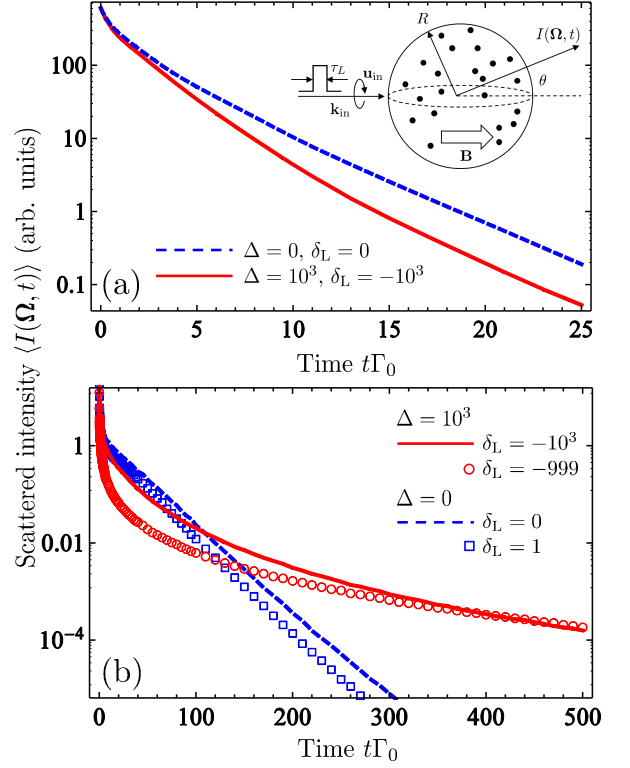 Scattered intensity ⟨I(Ω, t)⟩ (arb. units)
100
10
1
0.1
R
I(Ω, t)
τL
uin
kin
θ
B
Δ = 0, δL = 0
Δ = 10³, δL = −10³
(a)
0 5 10 15 20 25
Time tΓ0
1
0.01
10⁻⁴
Δ = 10³
δL = −10³
δL = −999
Δ = 0
δL = 0
δL = 1
(b)
0 100 200 300 400 500
Time tΓ0